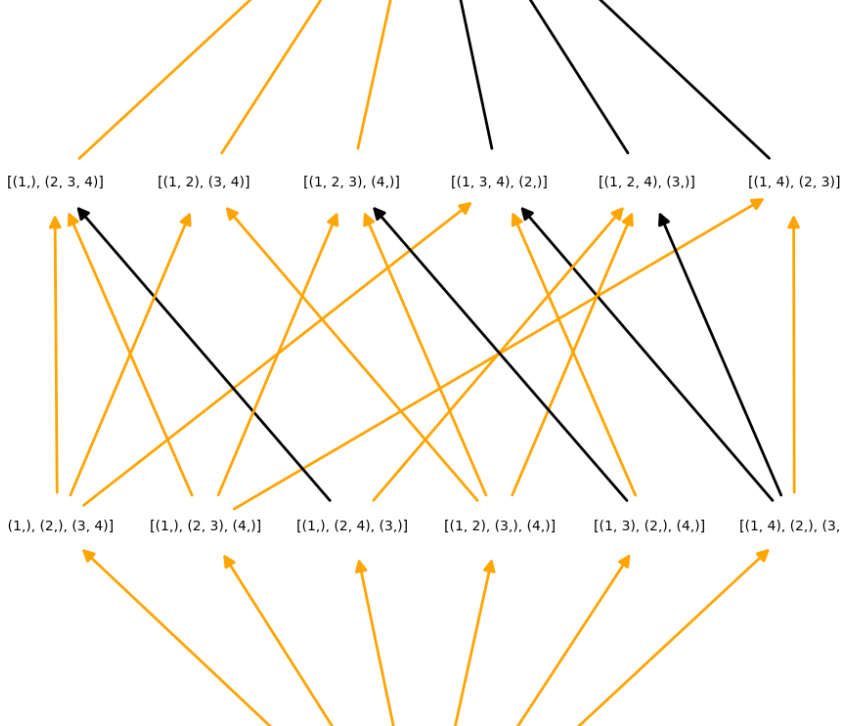 [(1,), (2, 3, 4)] [(1, 2), (3, 4)] [(1, 2, 3), (4,)] [(1, 3, 4), (2,)] [(1, 2, 4), (3,)] [(1, 4), (2, 3)]
(1,), (2,), (3, 4)] [(1,), (2, 3), (4,)] [(1,), (2, 4), (3,)] [(1, 2), (3,), (4,)] [(1, 3), (2,), (4,)] [(1, 4), (2,), (3,